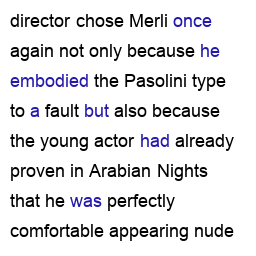 director chose Merli once
again not only because he
embodied the Pasolini type
to a fault but also because
the young actor had already
proven in Arabian Nights
that he was perfectly
comfortable appearing nude